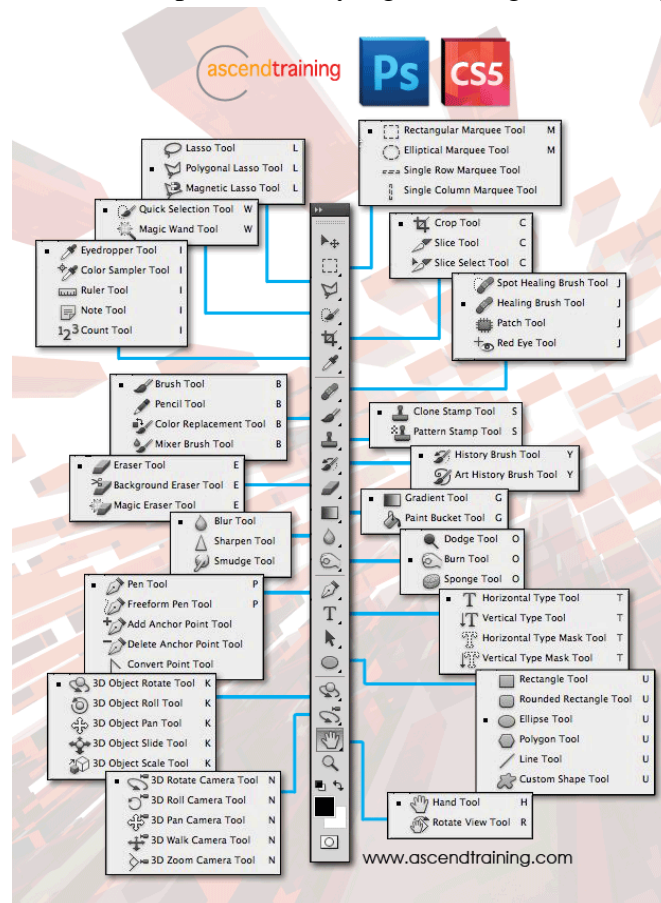 ascendtraining
Ps
CS5
Rectangular Marquee Tool M
Elliptical Marquee Tool M
Single Row Marquee Tool
Single Column Marquee Tool
Lasso Tool L
Polygonal Lasso Tool L
Magnetic Lasso Tool L
Quick Selection Tool W
Magic Wand Tool W
Crop Tool C
Slice Tool C
Slice Select Tool C
Eyedropper Tool I
Color Sampler Tool I
Ruler Tool I
Note Tool I
123 Count Tool I
Spot Healing Brush Tool J
Healing Brush Tool J
Patch Tool J
Red Eye Tool J
Brush Tool B
Pencil Tool B
Color Replacement Tool B
Mixer Brush Tool B
Clone Stamp Tool S
Pattern Stamp Tool S
History Brush Tool Y
Art History Brush Tool Y
Eraser Tool E
Background Eraser Tool E
Magic Eraser Tool E
Gradient Tool G
Paint Bucket Tool G
Blur Tool
Sharpen Tool
Smudge Tool
Dodge Tool O
Burn Tool O
Sponge Tool O
Pen Tool P
Freeform Pen Tool P
Add Anchor Point Tool
Delete Anchor Point Tool
Convert Point Tool
T
T Horizontal Type Tool T
T Vertical Type Tool T
T Horizontal Type Mask Tool T
T Vertical Type Mask Tool T
3D Object Rotate Tool K
3D Object Roll Tool K
3D Object Pan Tool K
3D Object Slide Tool K
3D Object Scale Tool K
Rectangle Tool U
Rounded Rectangle Tool U
Ellipse Tool U
Polygon Tool U
Line Tool U
Custom Shape Tool U
3D Rotate Camera Tool N
3D Roll Camera Tool N
3D Pan Camera Tool N
3D Walk Camera Tool N
3D Zoom Camera Tool N
Hand Tool H
Rotate View Tool R
www.ascendtraining.com